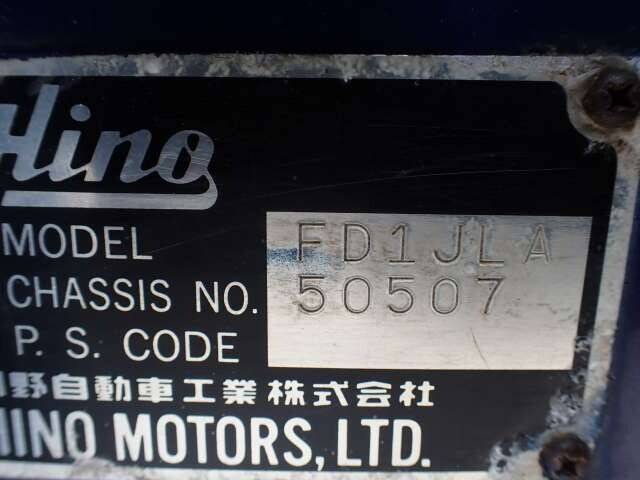 Hino
MODEL FD1JLA
CHASSIS NO. 50507
P. S. CODE
野自動車工業株式会社
HINO MOTORS, LTD.